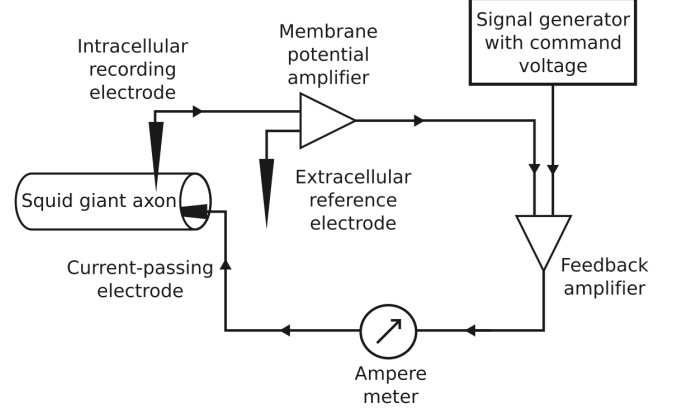 Signal generator
with command
voltage
Membrane
potential
amplifier
Intracellular
recording
electrode
Extracellular
reference
electrode
Squid giant axon
Current-passing
electrode
Feedback
amplifier
Ampere
meter